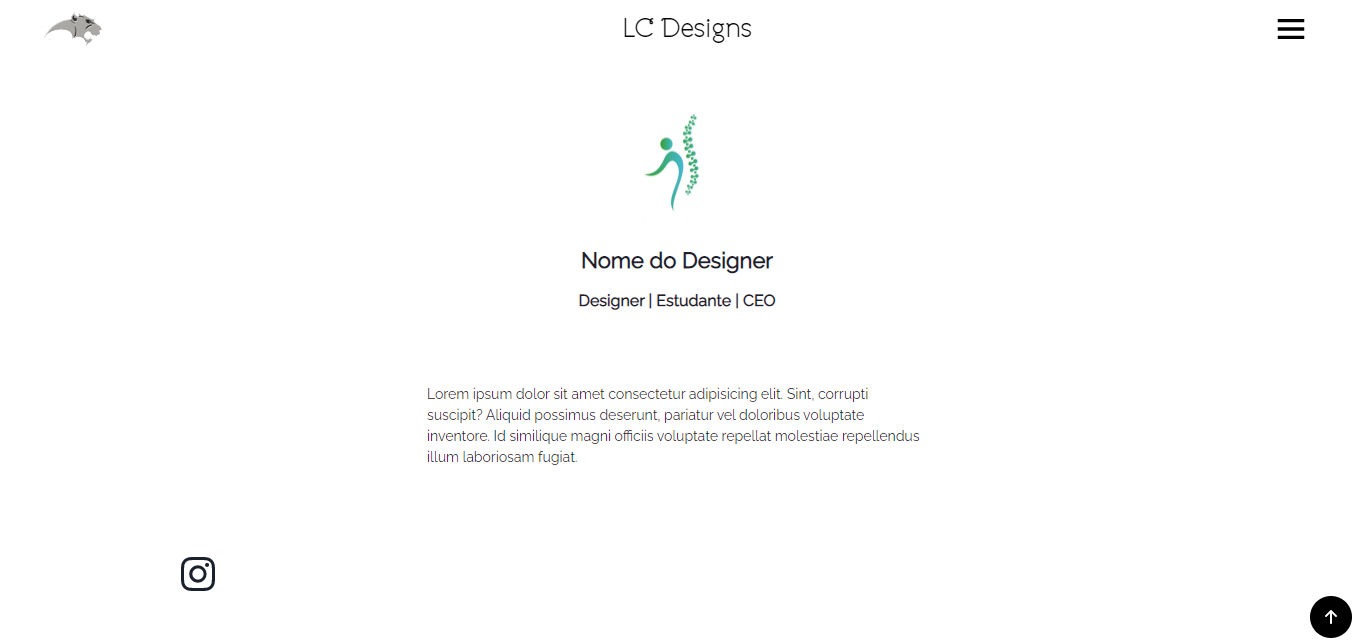 LC Designs
Nome do Designer
Designer | Estudante | CEO
Lorem ipsum dolor sit amet consectetur adipisicing elit. Sint, corrupti
suscipit? Aliquid possimus deserunt, pariatur vel doloribus voluptate
inventore. Id similique magni officiis voluptate repellat molestiae repellendus
illum laboriosam fugiat.